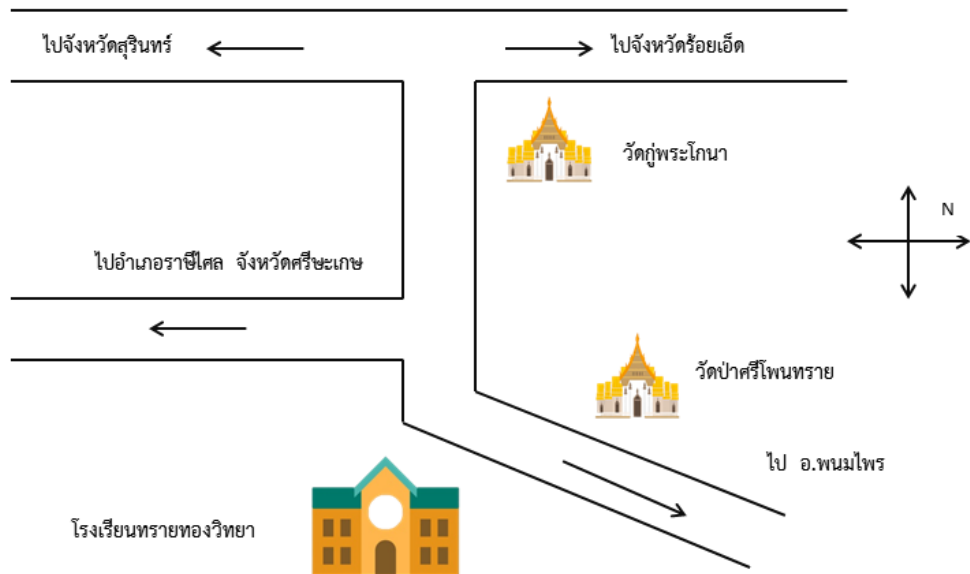 ไปจังหวัดสุรินทร์
ไปจังหวัดร้อยเอ็ด
วัดกู่พระโกนา
N
ไปอำเภอราษีไศล จังหวัดศรีษะเกษ
วัดป่าศรีโพนทราย
ไป อ.พนมไพร
โรงเรียนทรายทองวิทยา